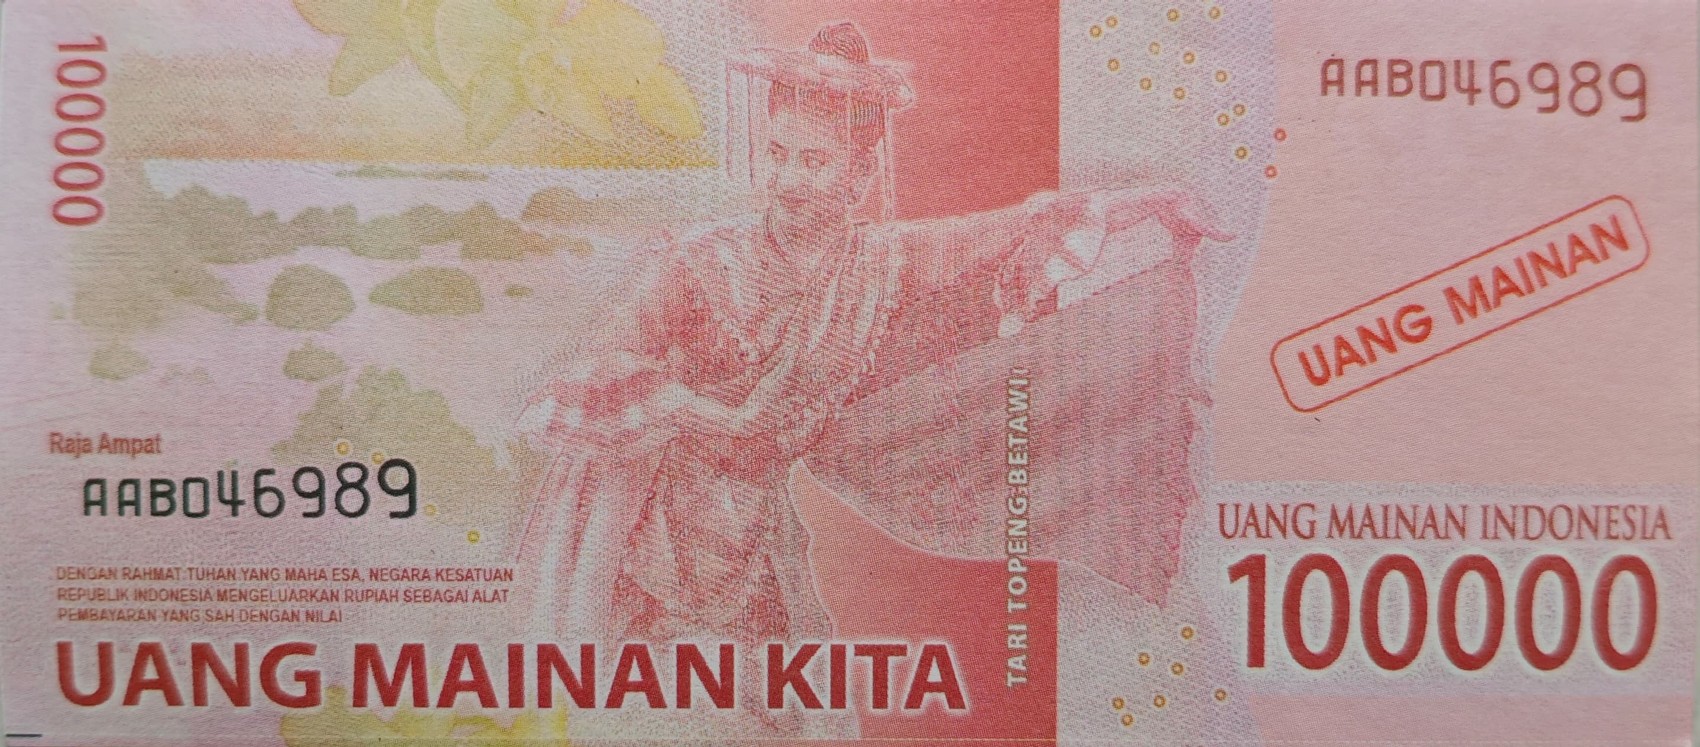 100000
AAB046989
UANG MAINAN
Raja Ampat
AAB046989
DENGAN RAHMAT TUHAN YANG MAHA ESA, NEGARA KESATUAN
REPUBLIK INDONESIA MENGELUARKAN RUPIAH SEBAGAI ALAT
PEMBAYARAN YANG SAH DENGAN NILAI
UANG MAINAN KITA
TARI TOPENG BETAWI
UANG MAINAN INDONESIA
100000